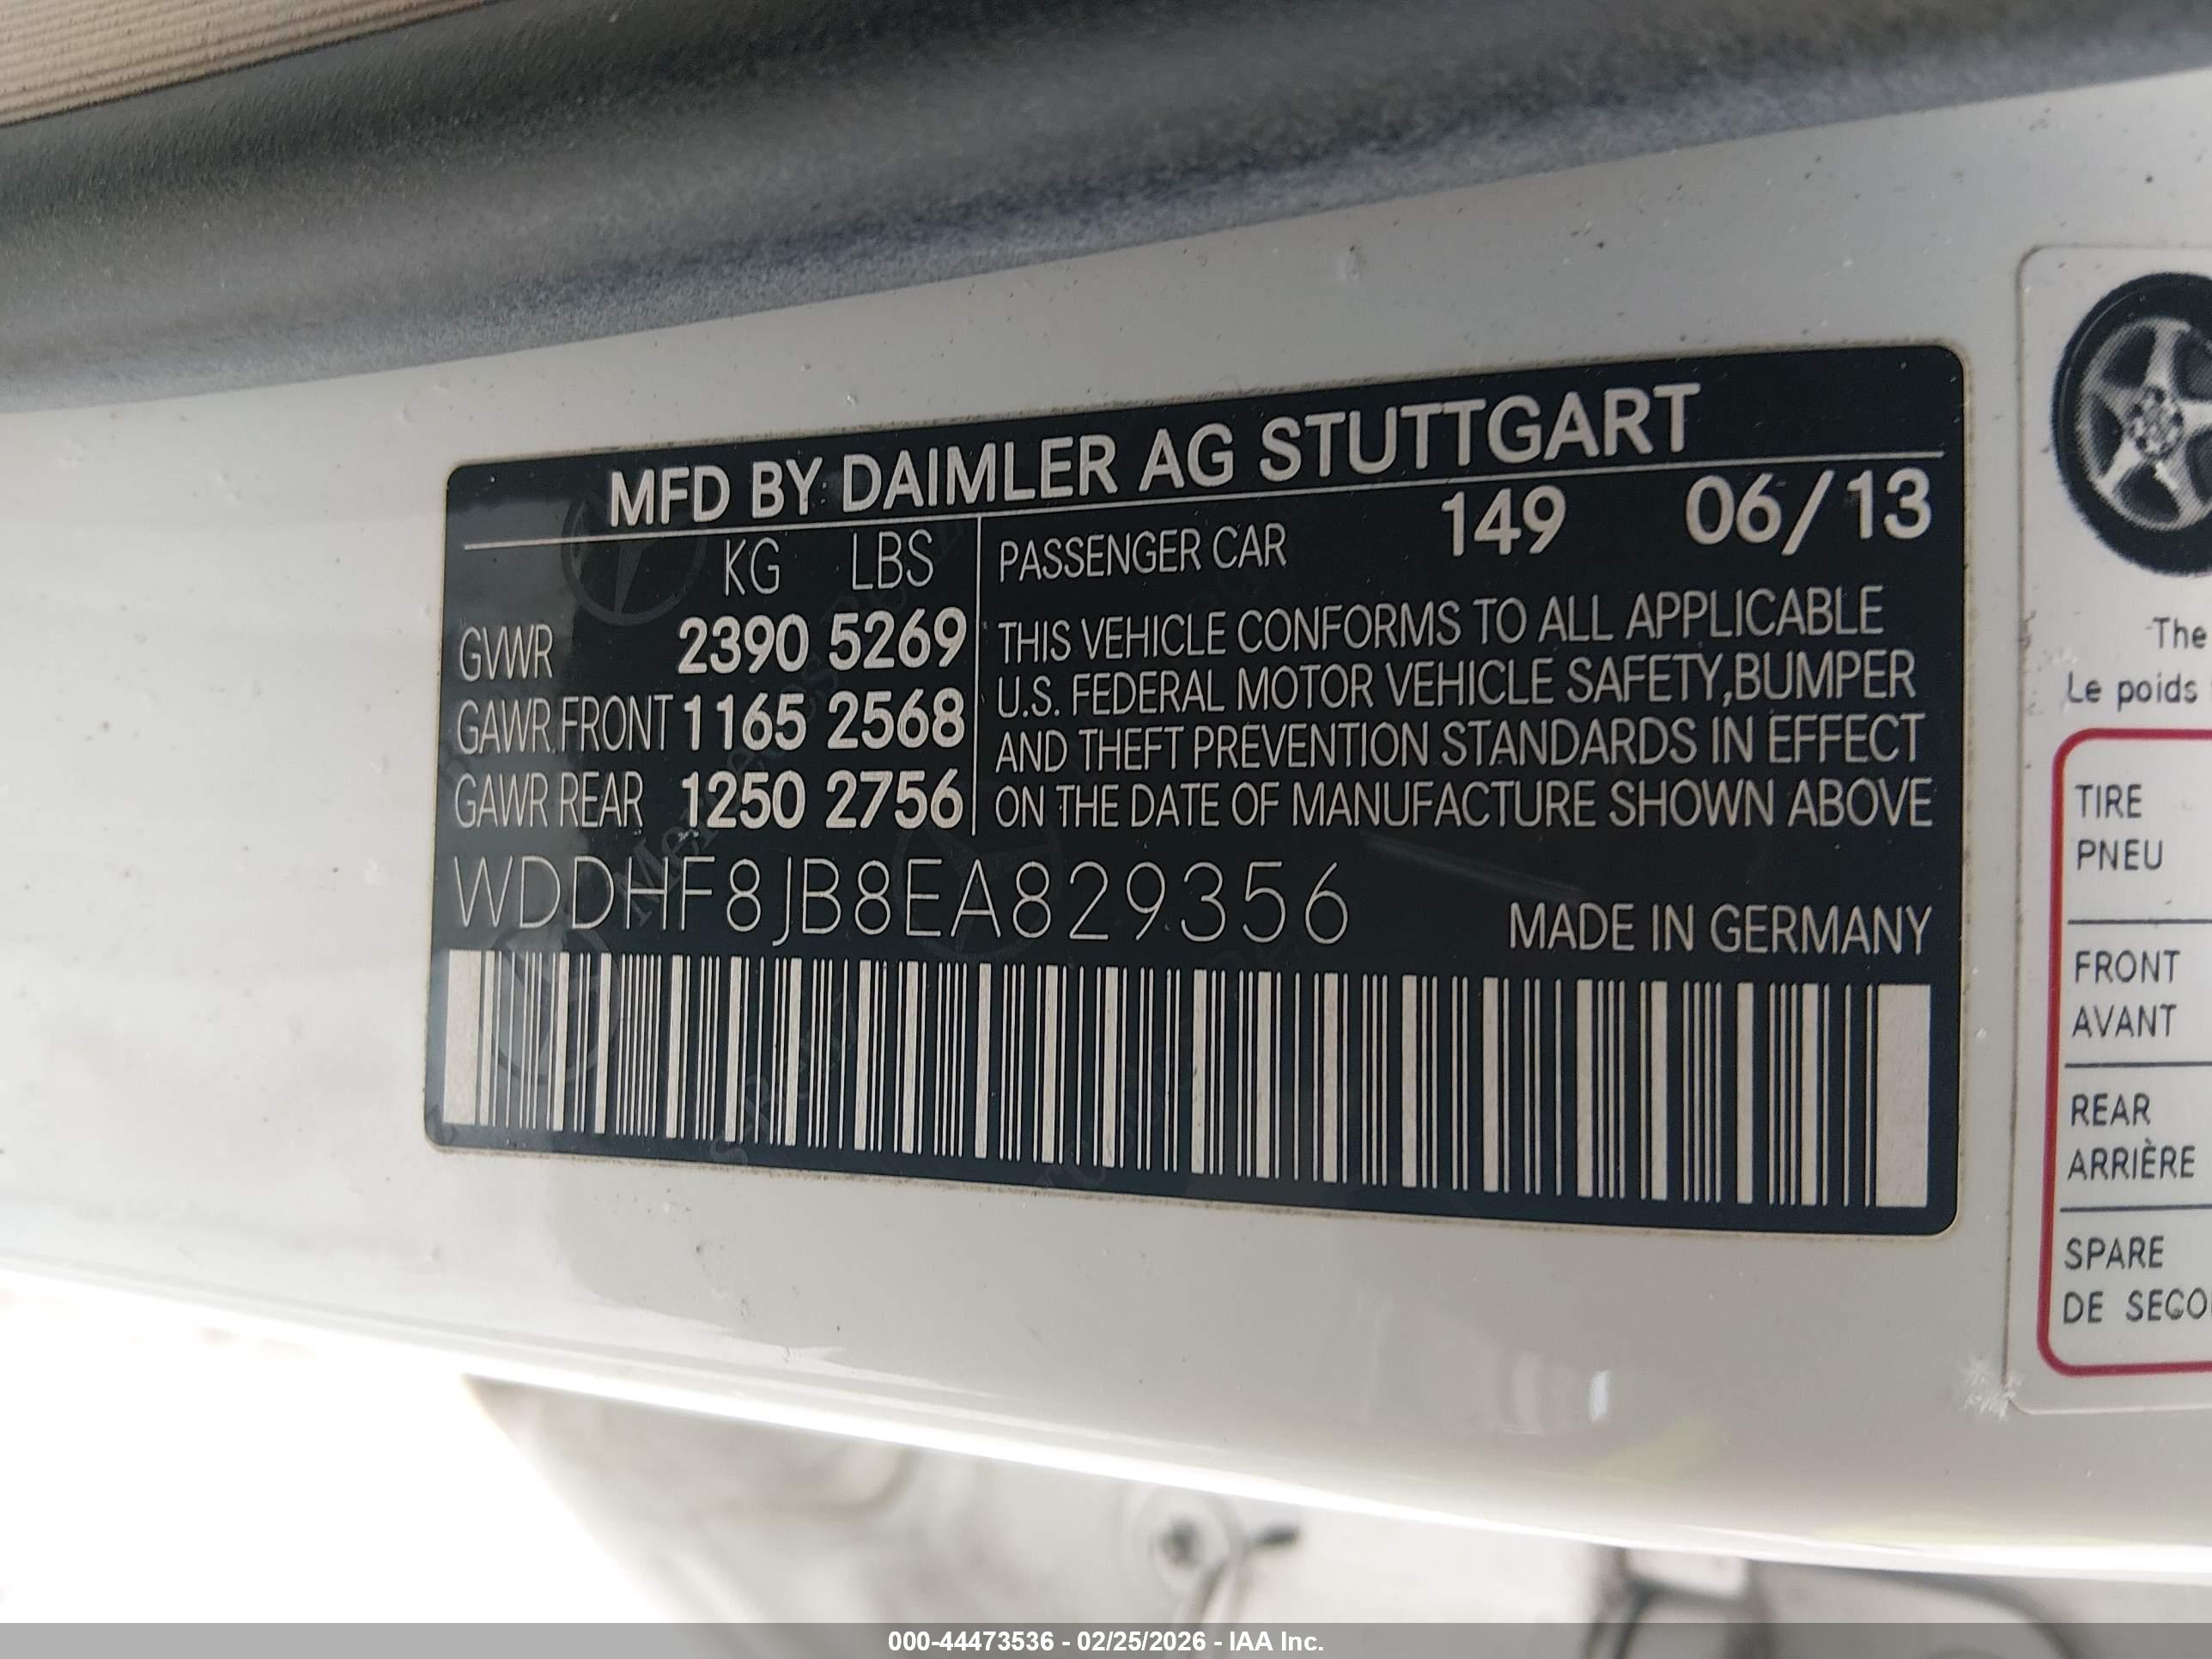 MFD BY DAIMLER AG STUTTGART
KG LBS
GVWR 2390 5269
GAWR FRONT 1165 2568
GAWR REAR 1250 2756
PASSENGER CAR 149 06/13
THIS VEHICLE CONFORMS TO ALL APPLICABLE
U.S. FEDERAL MOTOR VEHICLE SAFETY,BUMPER
AND THEFT PREVENTION STANDARDS IN EFFECT
ON THE DATE OF MANUFACTURE SHOWN ABOVE
WDDHF8JB8EA829356
MADE IN GERMANY
The
Le poids
TIRE
PNEU
FRONT
AVANT
REAR
ARRIÈRE
SPARE
DE
000-44473536 - 02/25/2026 - IAA Inc.